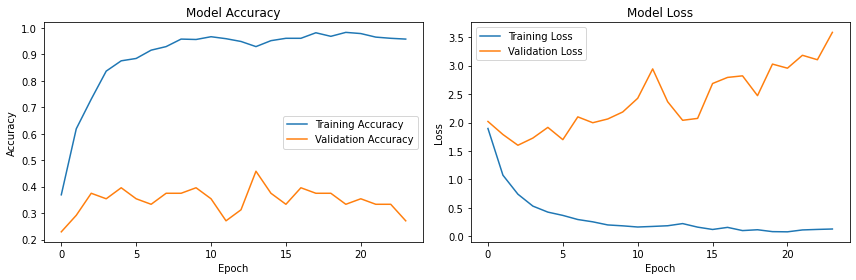 Model Accuracy
1.0
0.9
0.8
0.7
0.6
0.5
0.4
0.3
0.2
Accuracy
Training Accuracy
Validation Accuracy
0
5
10
15
20
Epoch
Model Loss
3.5
3.0
2.5
2.0
1.5
1.0
0.5
0.0
Loss
Training Loss
Validation Loss
0
5
10
15
20
Epoch